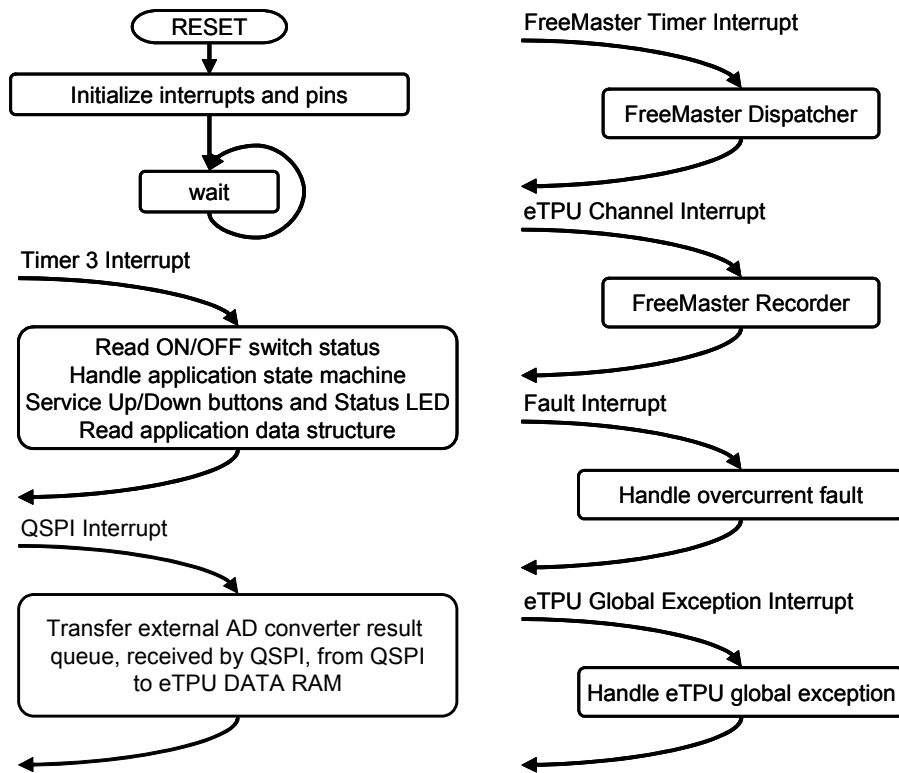 RESET
Initialize interrupts and pins
wait
Timer 3 Interrupt
Read ON/OFF switch status
Handle application state machine
Service Up/Down buttons and Status LED
Read application data structure
QSPI Interrupt
Transfer external AD converter result
queue, received by QSPI, from QSPI
to eTPU DATA RAM
FreeMaster Timer Interrupt
FreeMaster Dispatcher
eTPU Channel Interrupt
FreeMaster Recorder
Fault Interrupt
Handle overcurrent fault
eTPU Global Exception Interrupt
Handle eTPU global exception